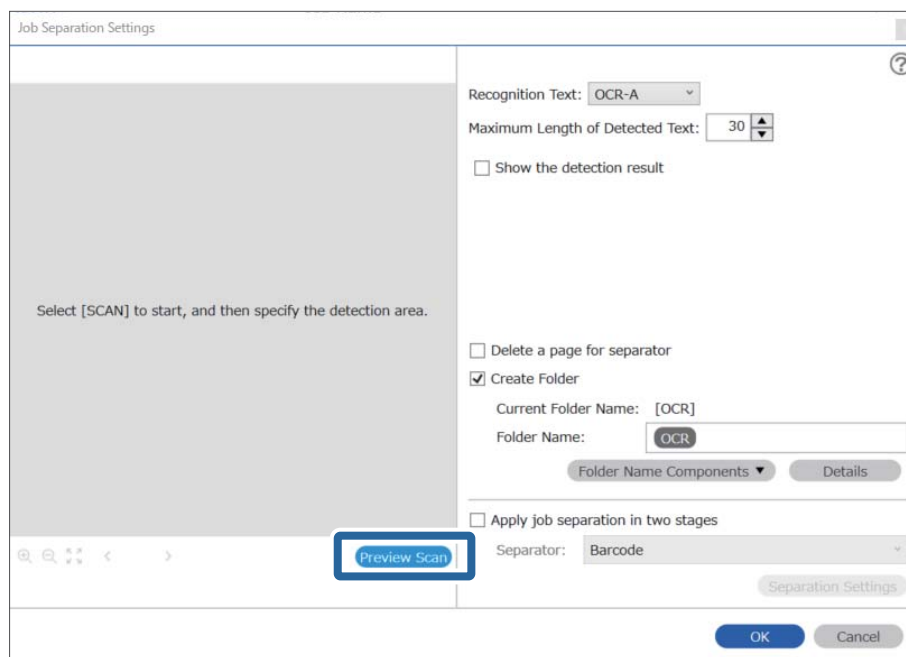 Job Separation Settings
Recognition Text: OCR-A
Maximum Length of Detected Text: 30
Show the detection result
Select [SCAN] to start, and then specify the detection area.
Delete a page for separator
Create Folder
Current Folder Name: [OCR]
Folder Name: OCR
Folder Name Components ▼ Details
Apply job separation in two stages
Preview Scan
Separator: Barcode
Separation Settings
OK Cancel